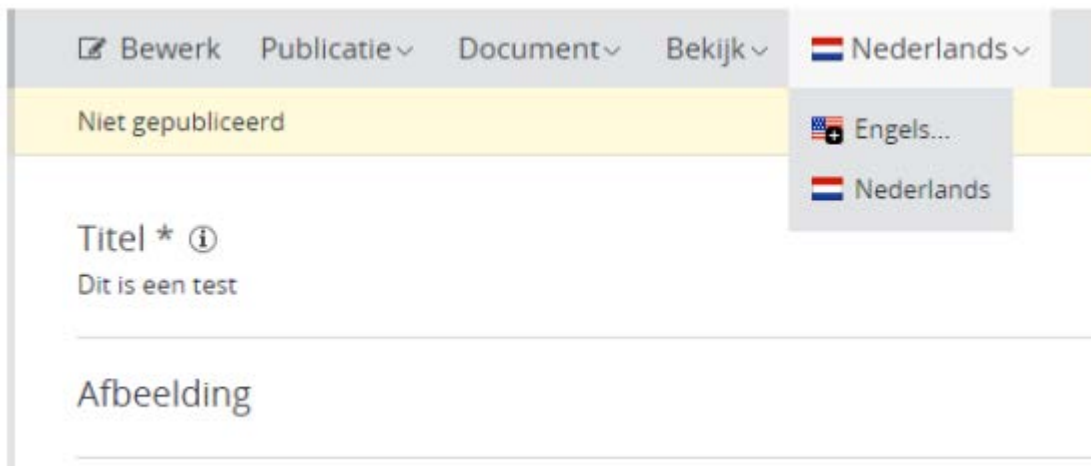 Bewerk Publicatie Document Bekijk Nederlands
Niet gepubliceerd
Engels...
Nederlands
Titel *
Dit is een test
Afbeelding